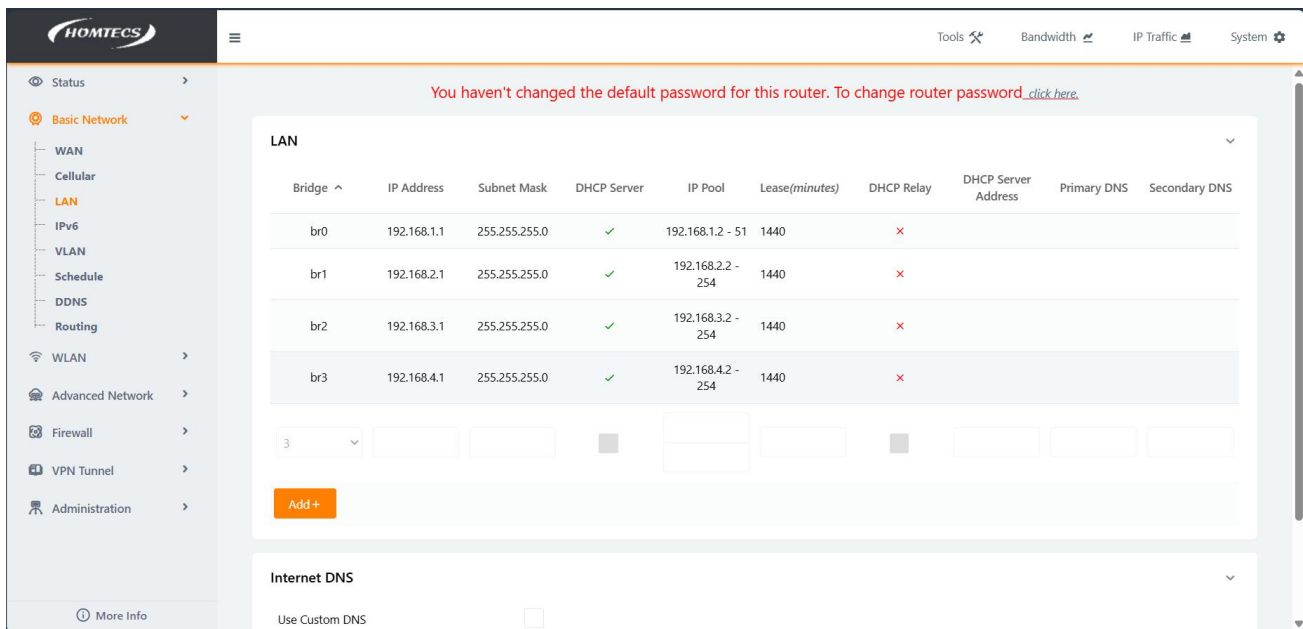 HOMTECS
Tools Bandwidth IP Traffic System
Status
Basic Network
WAN
Cellular
LAN
IPv6
VLAN
Schedule
DDNS
Routing
WLAN
Advanced Network
Firewall
VPN Tunnel
Administration
More Info
You haven't changed the default password for this router. To change router password click here.
LAN
Bridge IP Address Subnet Mask DHCP Server IP Pool Lease(minutes) DHCP Relay DHCP Server Address Primary DNS Secondary DNS
br0 192.168.1.1 255.255.255.0 192.168.1.2 - 51 1440
br1 192.168.2.1 255.255.255.0 192.168.2.2 - 254 1440
br2 192.168.3.1 255.255.255.0 192.168.3.2 - 254 1440
br3 192.168.4.1 255.255.255.0 192.168.4.2 - 254 1440
3
Add+
Internet DNS
Use Custom DNS